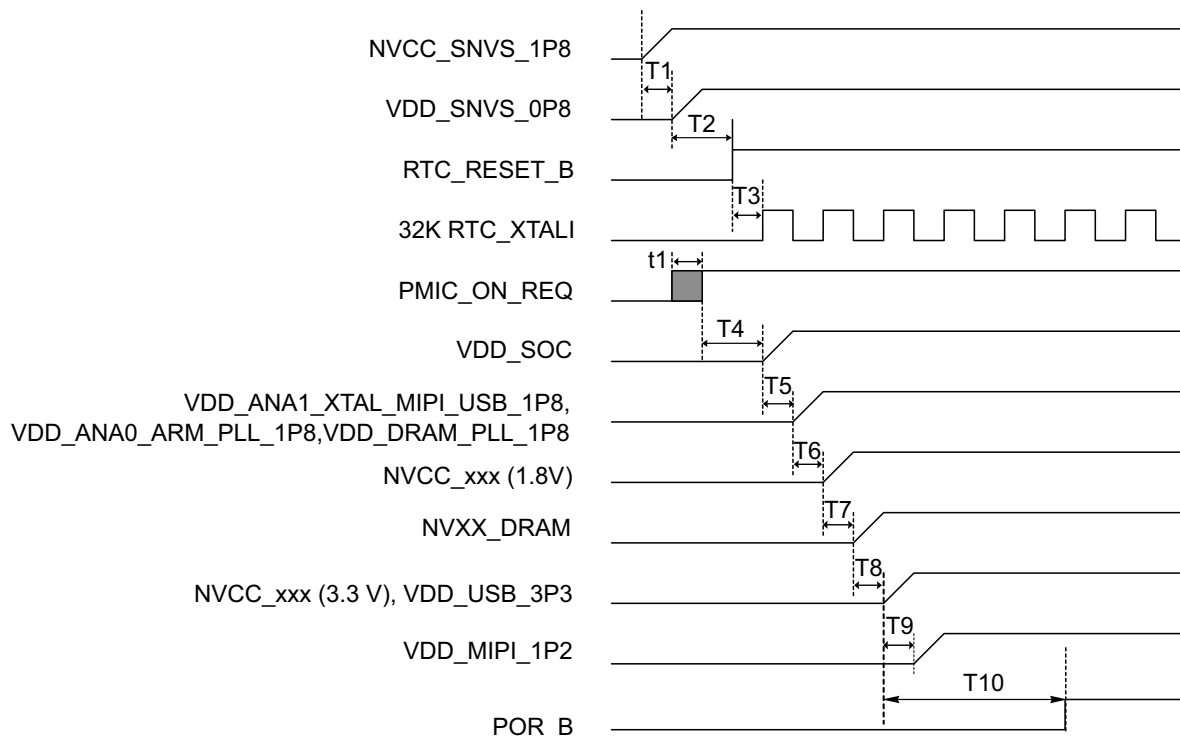 NVCC_SNVS_1P8
T1
VDD_SNVS_0P8
T2
RTC_RESET_B
T3
32K RTC_XTALI
t1
PMIC_ON_REQ
T4
VDD_SOC
T5
VDD_ANA1_XTAL_MIPI_USB_1P8,
VDD_ANA0_ARM_PLL_1P8,VDD_DRAM_PLL_1P8
T6
NVCC_xxx (1.8V)
T7
NVXX_DRAM
T8
NVCC_xxx (3.3 V), VDD_USB_3P3
T9
VDD_MIPI_1P2
T10
POR_B